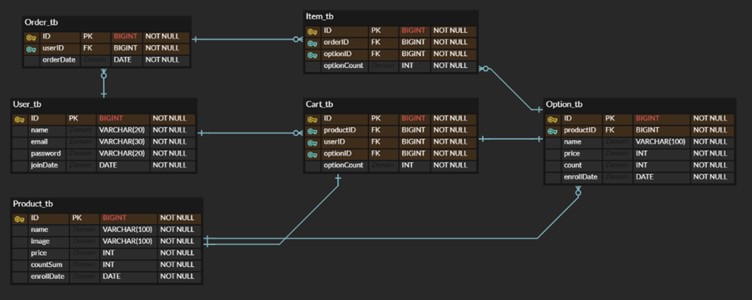 Order_tb
ID PK BIGINT NOT NULL
userID FK BIGINT NOT NULL
orderDate DATE NOT NULL
Item_tb
ID PK BIGINT NOT NULL
orderID FK BIGINT NOT NULL
optionID FK BIGINT NOT NULL
optionCount INT NOT NULL
User_tb
ID PK BIGINT NOT NULL
name VARCHAR(20) NOT NULL
email VARCHAR(30) NOT NULL
password VARCHAR(20) NOT NULL
joinDate DATE NOT NULL
Cart_tb
ID PK BIGINT NOT NULL
productID FK BIGINT NOT NULL
userID FK BIGINT NOT NULL
optionID FK BIGINT NOT NULL
optionCount INT NOT NULL
Option_tb
ID PK BIGINT NOT NULL
productID FK BIGINT NOT NULL
name VARCHAR(100) NOT NULL
price INT NOT NULL
count INT NOT NULL
enrollDate DATE NOT NULL
Product_tb
ID PK BIGINT NOT NULL
name VARCHAR(100) NOT NULL
image VARCHAR(100) NOT NULL
price INT NOT NULL
countSum INT NOT NULL
enrollDate DATE NOT NULL